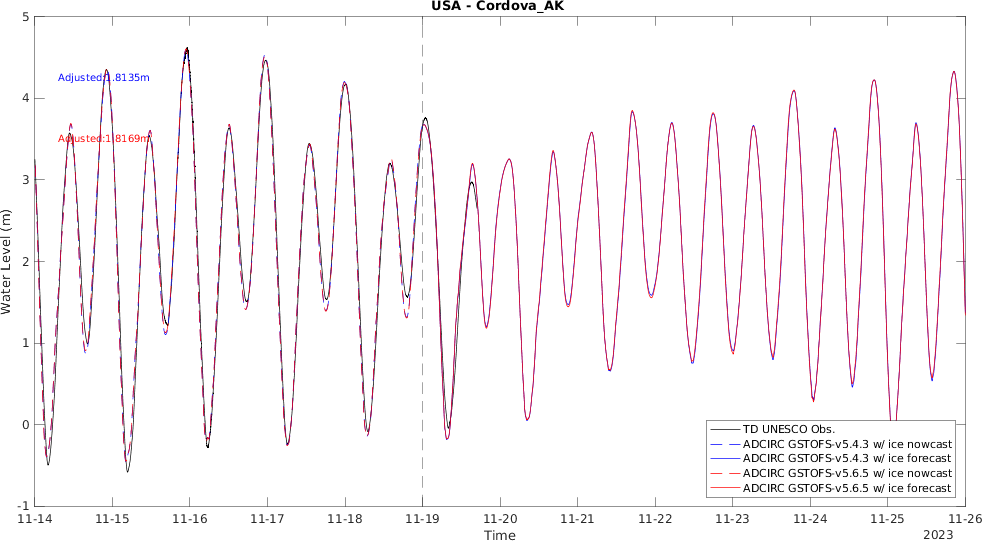 USA - Cordova_AK
5
4
3
2
1
0
-1
Water Level (m)
Adjusted:1.8135m
Adjusted:1.8169m
TD UNESCO Obs.
ADCIRC GSTOFS-v5.4.3 w/ ice nowcast
ADCIRC GSTOFS-v5.4.3 w/ ice forecast
ADCIRC GSTOFS-v5.6.5 w/ ice nowcast
ADCIRC GSTOFS-v5.6.5 w/ ice forecast
11-14 11-15 11-16 11-17 11-18 11-19 11-20 11-21 11-22 11-23 11-24 11-25 11-26
Time
2023